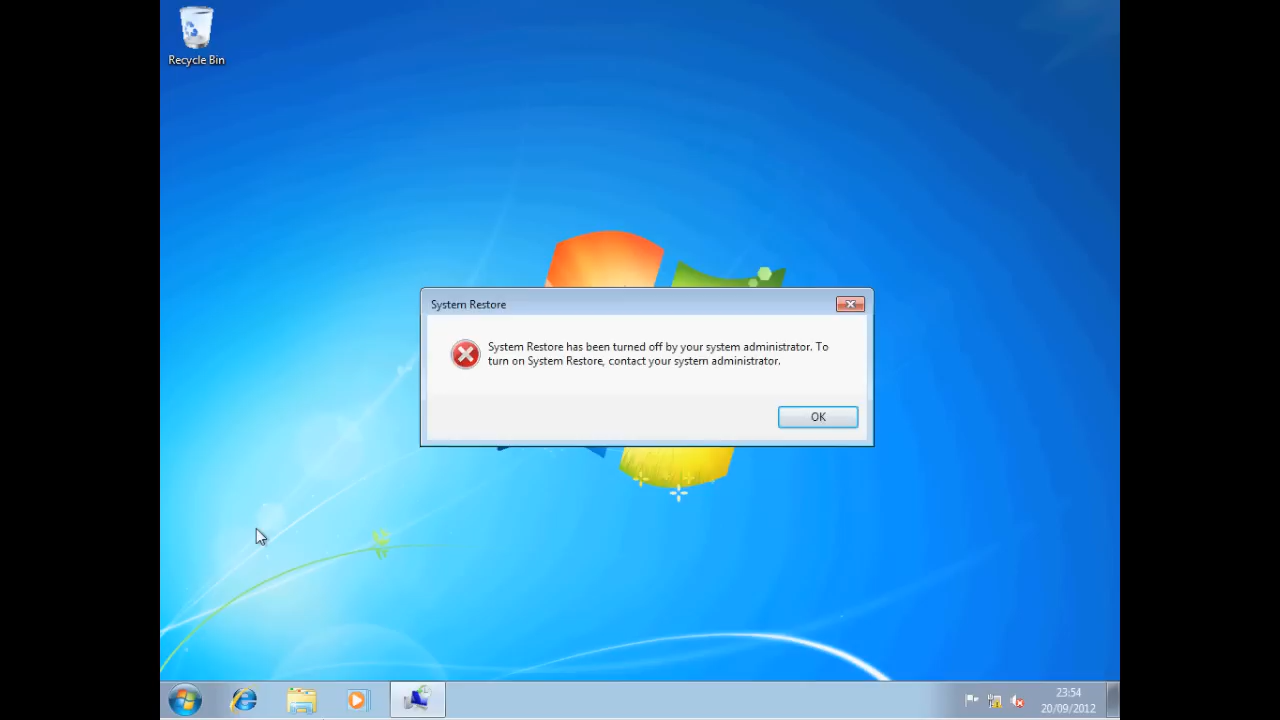 Recycle Bin
System Restore
System Restore has been turned off by your system administrator. To
turn on System Restore, contact your system administrator.
OK
23:54
20/09/2012